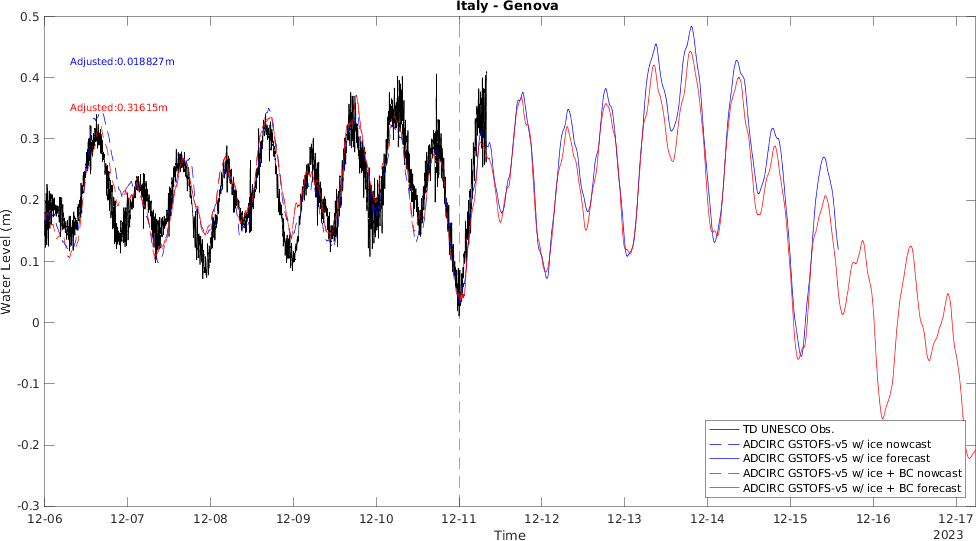 Italy - Genova
Adjusted:0.018827m
Adjusted:0.31615m
Water Level (m)
0.5
0.4
0.3
0.2
0.1
0
-0.1
-0.2
-0.3
TD UNESCO Obs.
ADCIRC GSTOFS-v5 w/ ice nowcast
ADCIRC GSTOFS-v5 w/ ice forecast
ADCIRC GSTOFS-v5 w/ ice + BC nowcast
ADCIRC GSTOFS-v5 w/ ice + BC forecast
12-06 12-07 12-08 12-09 12-10 12-11 12-12 12-13 12-14 12-15 12-16 12-17
2023
Time